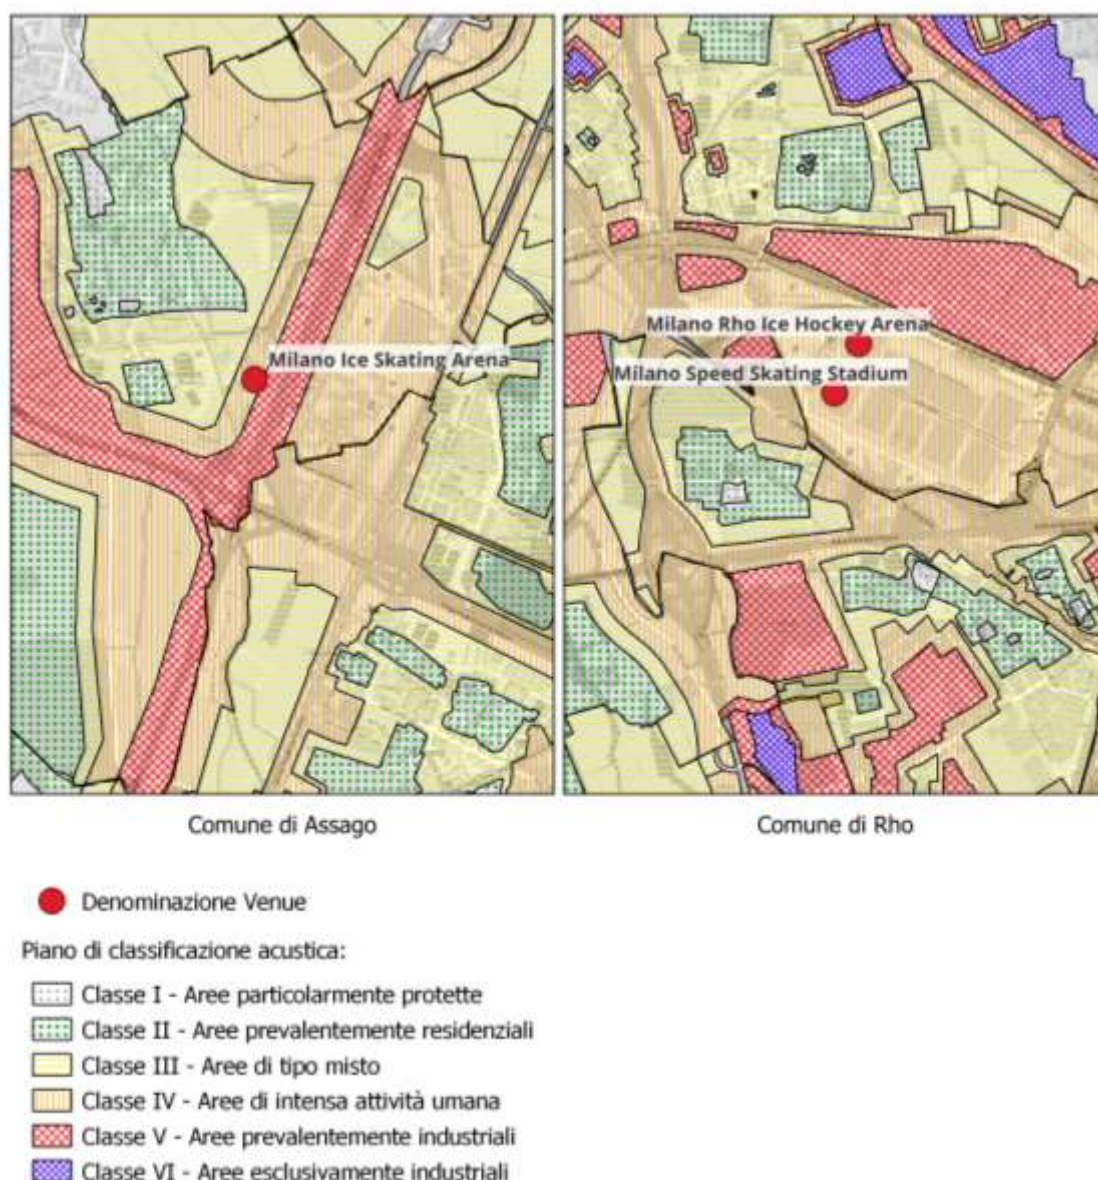 Milano Ice Skating Arena
Milano Rho Ice Hockey Arena
Milano Speed Skating Stadium
Comune di Assago
Comune di Rho
Denominazione Venue
Piano di classificazione acustica:
Classe I - Aree particolarmente protette
Classe II - Aree prevalentemente residenziali
Classe III - Aree di tipo misto
Classe IV - Aree di intensa attività umana
Classe V - Aree prevalentemente industriali
Classe VI - Aree esclusivamente industriali